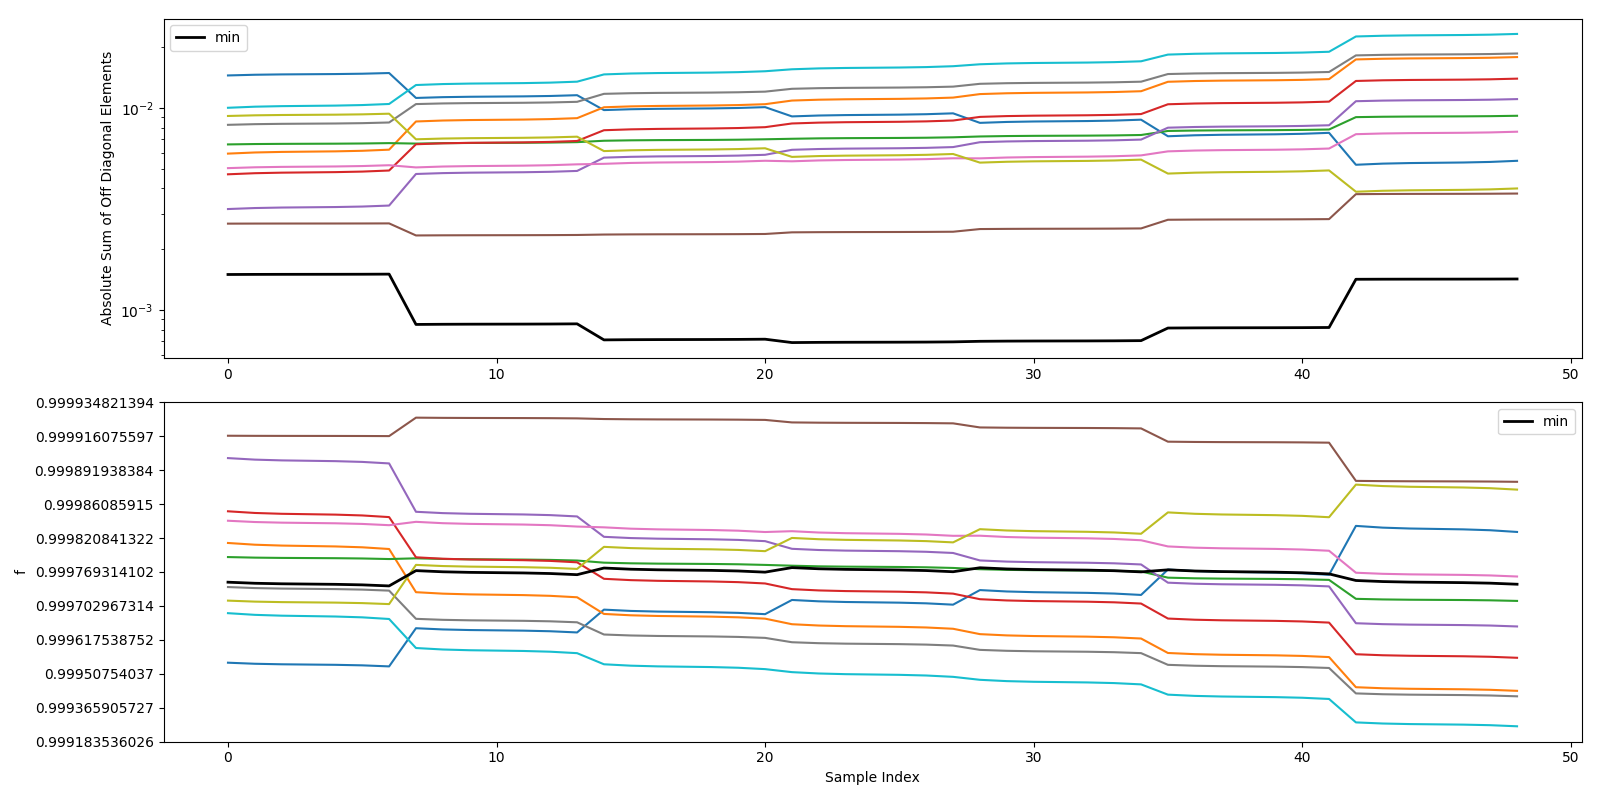 Absolute Sum of Off Diagonal Elements
10⁻²
10⁻³
min
0 10 20 30 40 50
f
0.999934821394
0.999916075597
0.999891938384
0.99986085915
0.999820841322
0.999769314102
0.999702967314
0.999617538752
0.99950754037
0.999365905727
0.999183536026
min
0 10 20 30 40 50
Sample Index